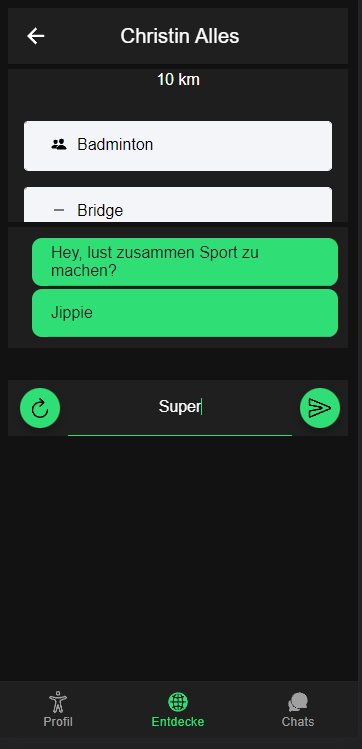 Christin Alles
10 km
Badminton
Bridge
Hey, lust zusammen Sport zu
machen?
Jippie
Super
Profil
Entdecke
Chats